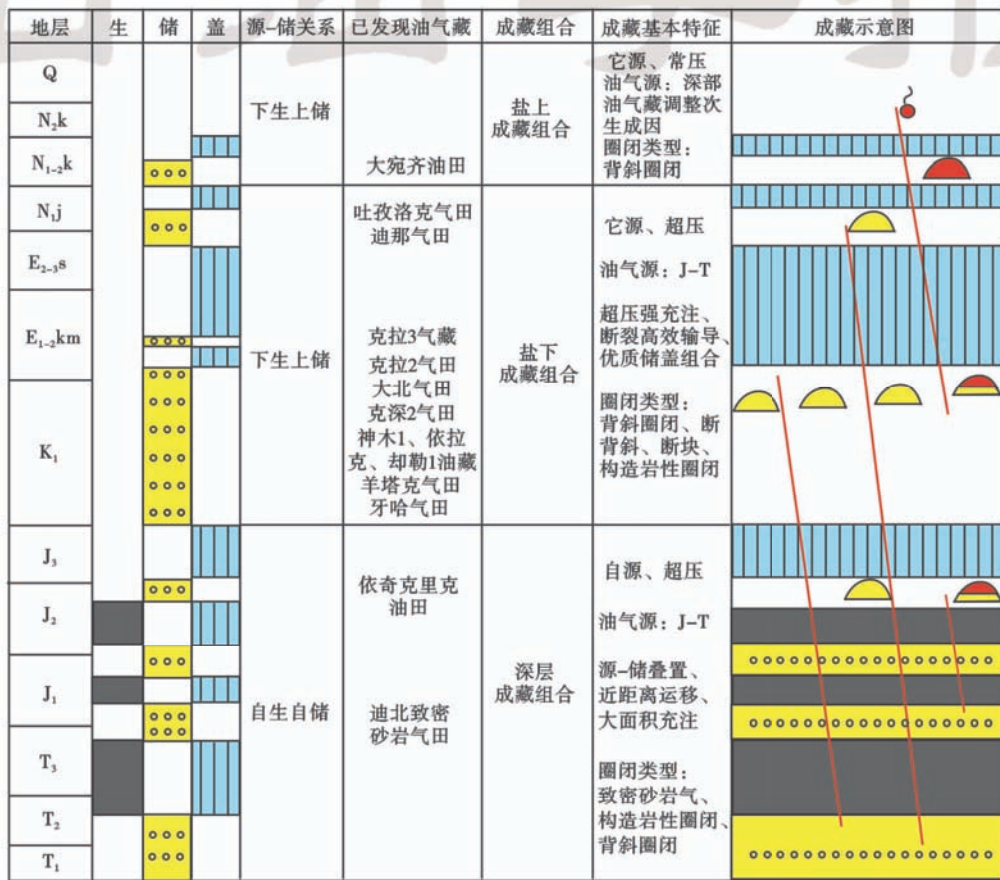 地层 生 储 盖 源-储关系 已发现油气藏 成藏组合 成藏基本特征 成藏示意图
Q
N₂k
N₁₋₂k
N₁j
E₂₋₃s
E₁₋₂km
K₁
J₃
J₂
J₁
T₃
T₂
T₁
下生上储
下生上储
自生自储
大宛齐油田
吐孜洛克气田
迪那气田
克拉3气藏
克拉2气田
大北气田
克深2气田
神木1、依拉
克、却勒1油藏
羊塔克气田
牙哈气田
依奇克里克
油田
迪北致密
砂岩气田
盐上
成藏组合
盐下
成藏组合
深层
成藏组合
它源、常压
油气源：深部
油气藏调整次
生成因
圈闭类型：
背斜圈闭
它源、超压
油气源：J-T
超压强充注、
断裂高效输导、
优质储盖组合
圈闭类型：
背斜圈闭、断
背斜、断块、
构造岩性圈闭
自源、超压
油气源：J-T
源-储叠置、
近距离运移、
大面积充注
圈闭类型：
致密砂岩气、
构造岩性圈闭、
背斜圈闭